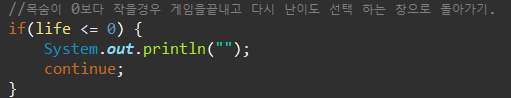 //목숨이 0보다 작을경우 게임을끝내고 다시 난이도 선택 하는 창으로 돌아가기.
if(life <= 0) {
    System.out.println("");
    continue;
}